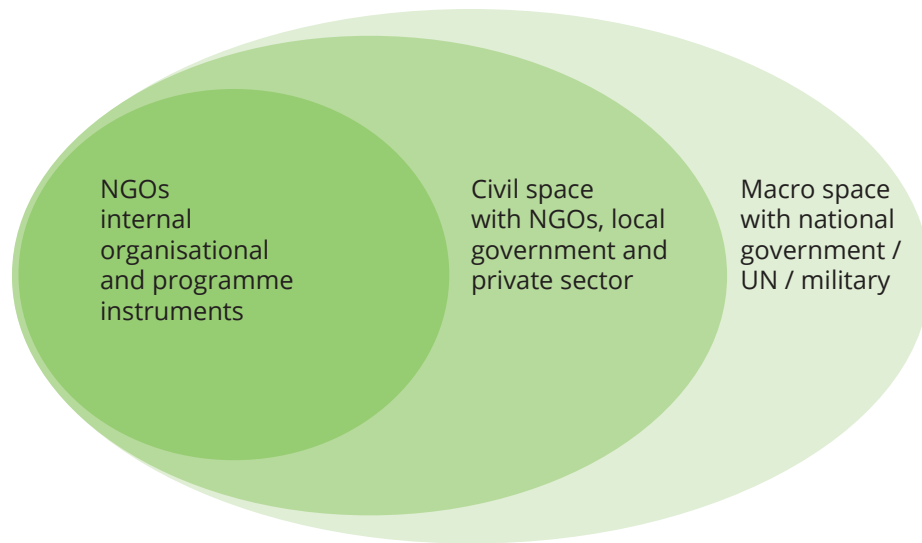 NGOs
internal
organisational
and programme
instruments
Civil space
with NGOs, local
government and
private sector
Macro space
with national
government /
UN / military